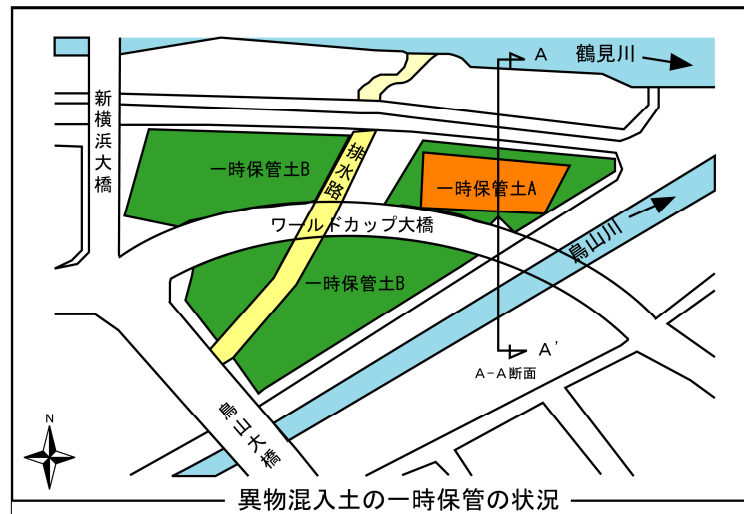 鶴見川
A
新横浜大橋
排水路
一時保管土B
一時保管土A
ワールドカップ大橋
鳥山川
一時保管土B
A'
A-A断面
鳥山大橋
N
異物混入土の一時保管の状況